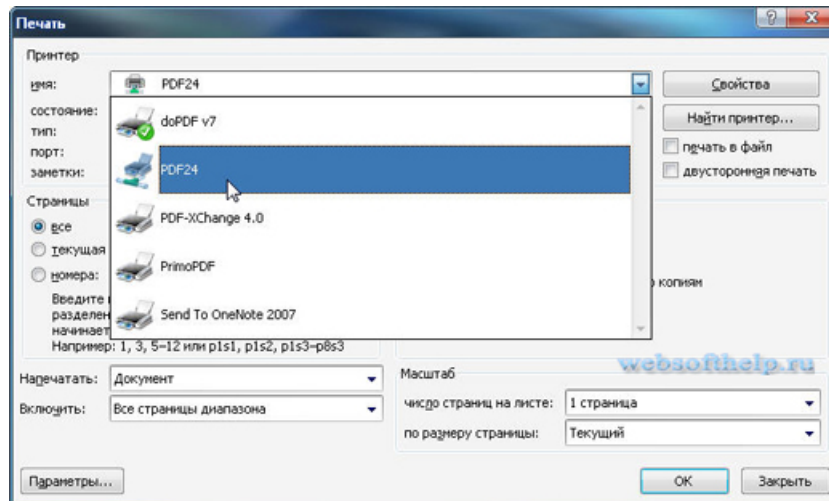 Печать
Принтер
имя:
PDF24
Свойства
состояние:
doPDF v7
Найти принтер...
тип:
порт:
PDF24
печать в файл
заметки:
двусторонняя печать
Страницы
все
PDF-XChange 4.0
текущая
PrimoPDF
номера:
копиям
Введите
разделен
Send To OneNote 2007
начинает
Например: 1, 3, 5–12 или p1s1, p1s2, p1s3–p8s3
websofthelp.ru
Напечатать:
Документ
Масштаб
Включить:
Все страницы диапазона
число страниц на листе:
1 страница
по размеру страницы:
Текущий
Параметры...
ОК
Закрыть